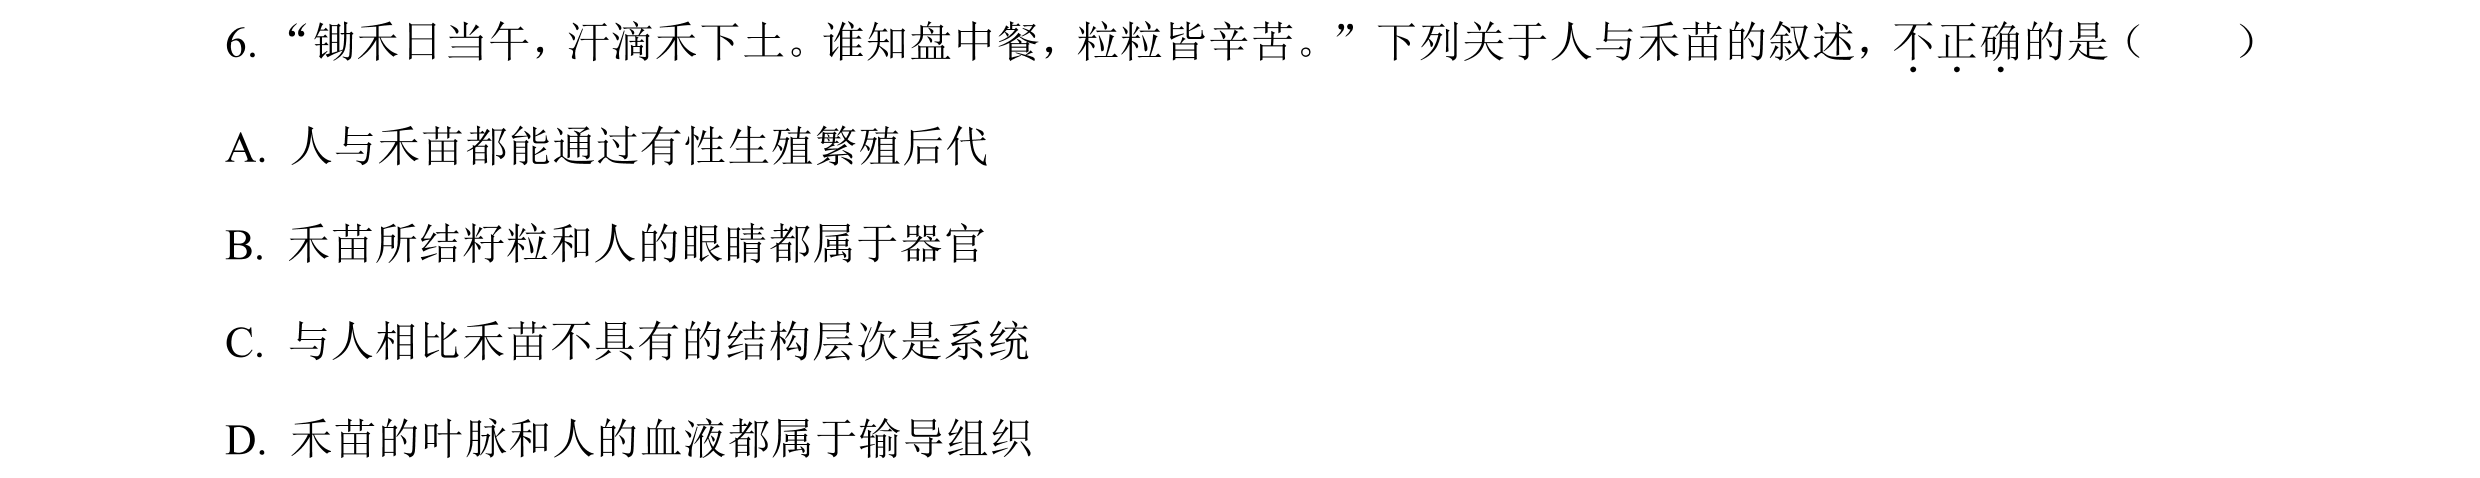 6. “锄禾日当午，汗滴禾下土。谁知盘中餐，粒粒皆辛苦。”下列关于人与禾苗的叙述，不正确的是（　　）
A. 人与禾苗都能通过有性生殖繁殖后代
B. 禾苗所结籽粒和人的眼睛都属于器官
C. 与人相比禾苗不具有的结构层次是系统
D. 禾苗的叶脉和人的血液都属于输导组织